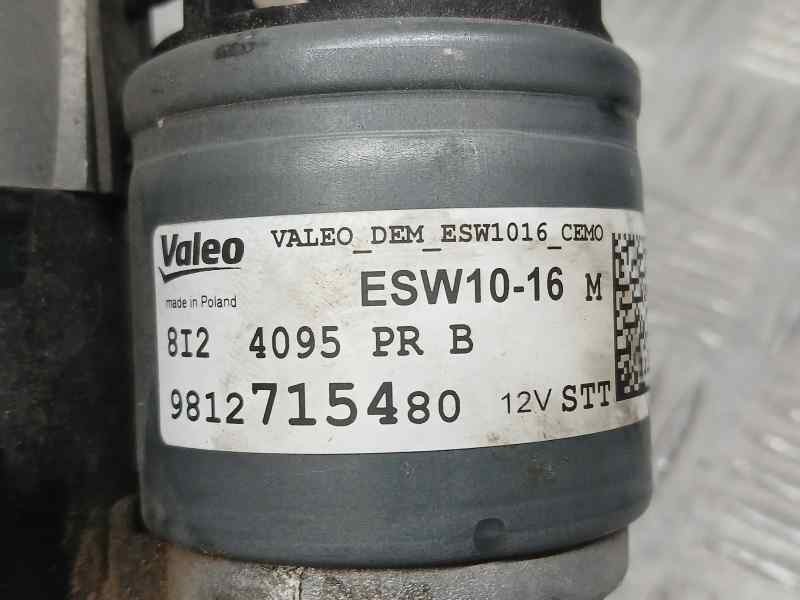 Valeo VALEO_DEM_ESW1016_CEMO
made in Poland ESW10-16 M
8I2 4095 PR B
9812715480 12V STT